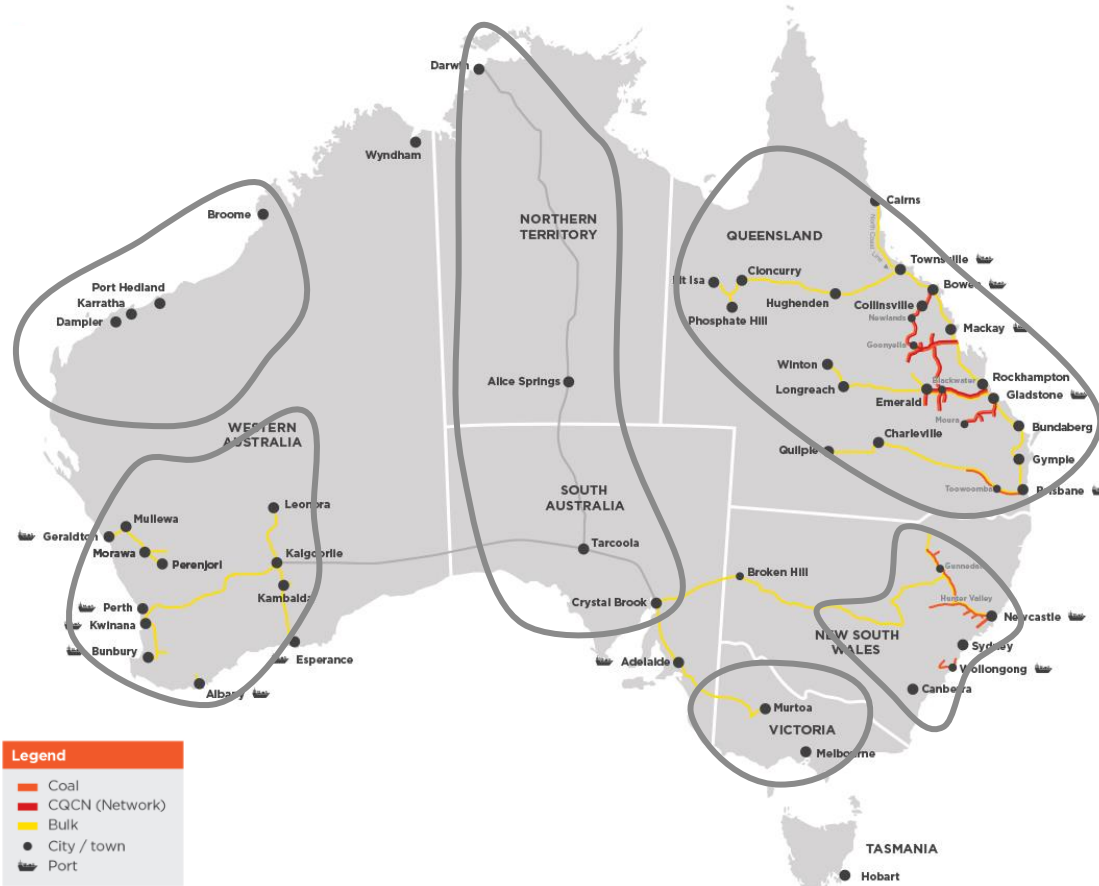 Darwin
Wyndham
Broome
NORTHERN
TERRITORY
Cairns
QUEENSLAND
North Coast Line
Townsville
Port Hedland
Karratha
Dampier
Mt Isa
Cloncurry
Bowen
Hughenden
Collinsville
Phosphate Hill
Newlands
Mackay
Goonyella
Alice Springs
Winton
Longreach
Blackwater
Rockhampton
Emerald
Gladstone
Moura
WESTERN
AUSTRALIA
Charleville
Bundaberg
Quilpie
Gympie
SOUTH
AUSTRALIA
Toowoomba
Brisbane
Leonora
Mullewa
Geraldton
Morawa
Perenjori
Kalgoorlie
Kambalda
Tarcoola
Gunnedah
Broken Hill
Hunter Valley
Perth
Kwinana
Crystal Brook
Newcastle
NEW SOUTH
WALES
Sydney
Bunbury
Esperance
Adelaide
Wollongong
Albany
Canberra
Murtoa
VICTORIA
Melbourne
Legend
Coal
CQCN (Network)
Bulk
City / town
Port
TASMANIA
Hobart